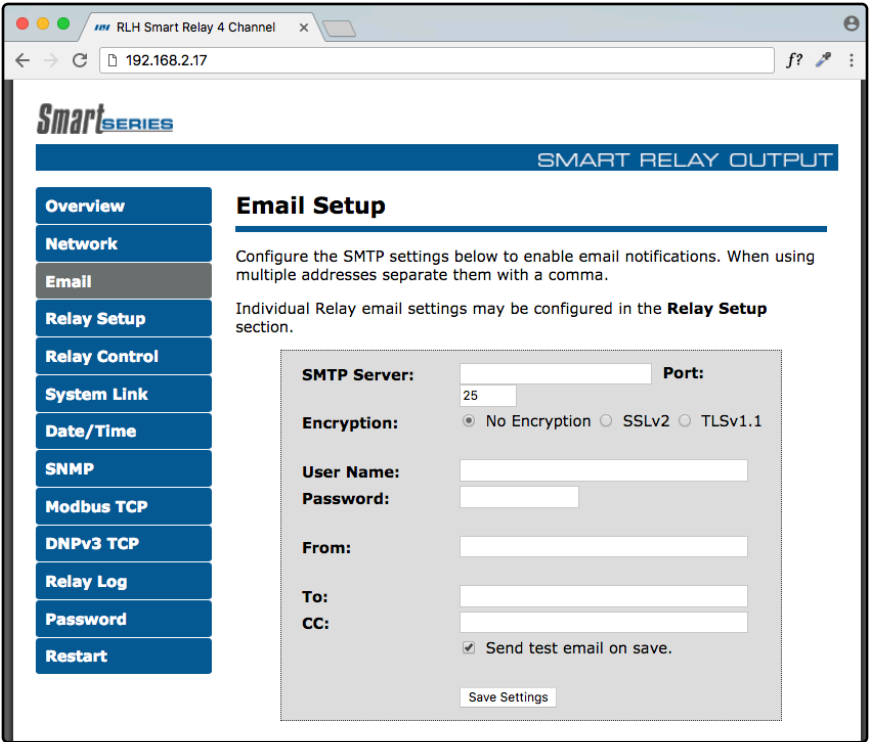 RLH Smart Relay 4 Channel
192.168.2.17
f?
Smart SERIES
SMART RELAY OUTPUT
Overview
Network
Email
Relay Setup
Relay Control
System Link
Date/Time
SNMP
Modbus TCP
DNPv3 TCP
Relay Log
Password
Restart
Email Setup
Configure the SMTP settings below to enable email notifications. When using
multiple addresses separate them with a comma.
Individual Relay email settings may be configured in the Relay Setup
section.
SMTP Server: Port:
25
Encryption: No Encryption SSLv2 TLSv1.1
User Name:
Password:
From:
To:
CC:
Send test email on save.
Save Settings